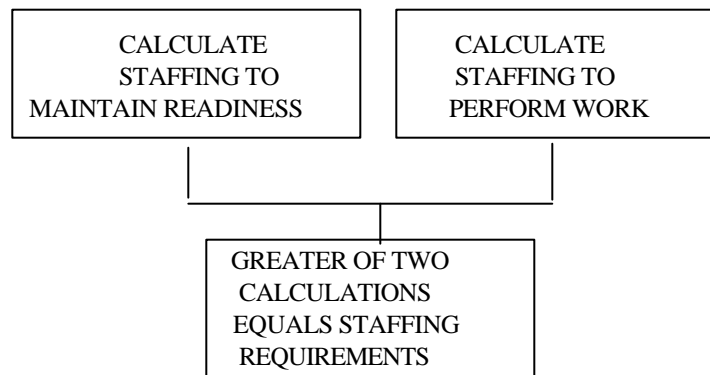 CALCULATE
STAFFING TO
MAINTAIN READINESS
CALCULATE
STAFFING TO
PERFORM WORK
GREATER OF TWO
CALCULATIONS
EQUALS STAFFING
REQUIREMENTS